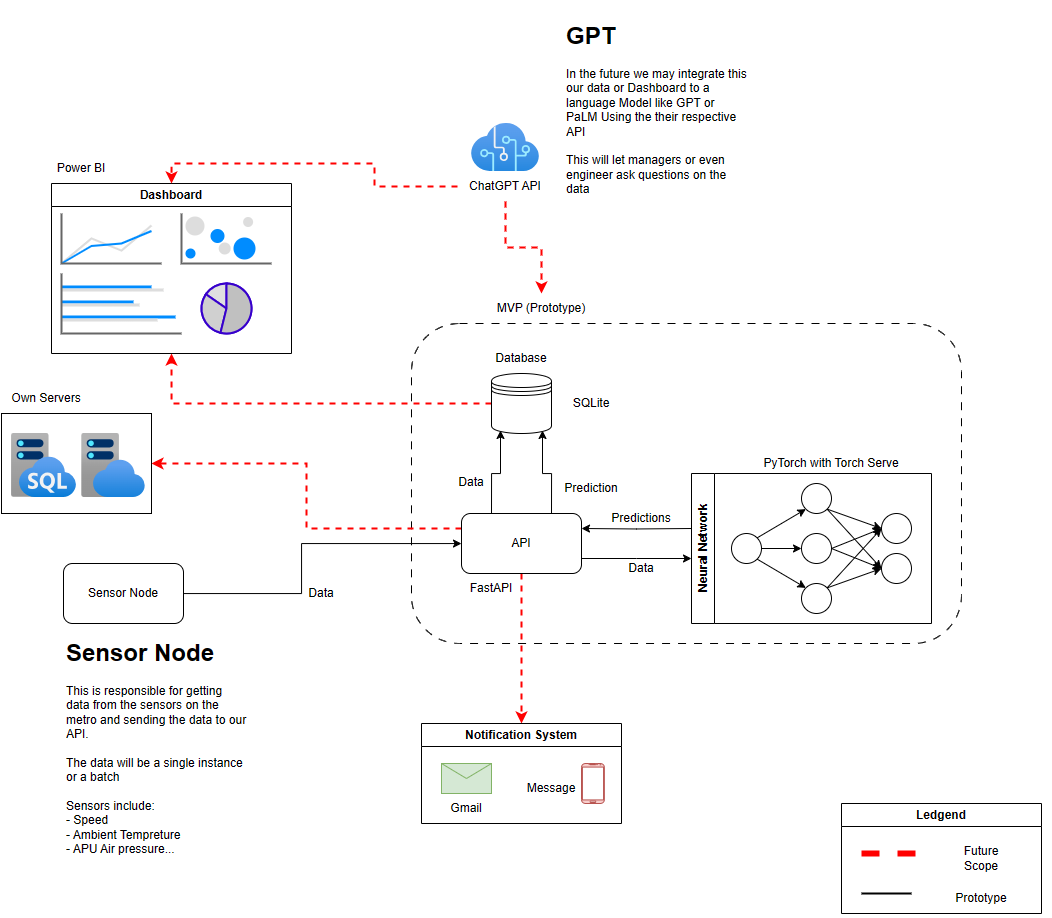 GPT
In the future we may integrate this
our data or Dashboard to a
language Model like GPT or
PaLM Using the their respective
API
This will let managers or even
engineer ask questions on the
data
ChatGPT API
Power BI
Dashboard
MVP (Prototype)
Database
SQLite
Own Servers
SQL
Data
Prediction
PyTorch with Torch Serve
Neural Network
Predictions
Data
API
FastAPI
Sensor Node
Data
Sensor Node
This is responsible for getting
data from the sensors on the
metro and sending the data to our
API.
The data will be a single instance
or a batch
Sensors include:
- Speed
- Ambient Tempreture
- APU Air pressure...
Notification System
Gmail
Message
Ledgend
Future
Scope
Prototype